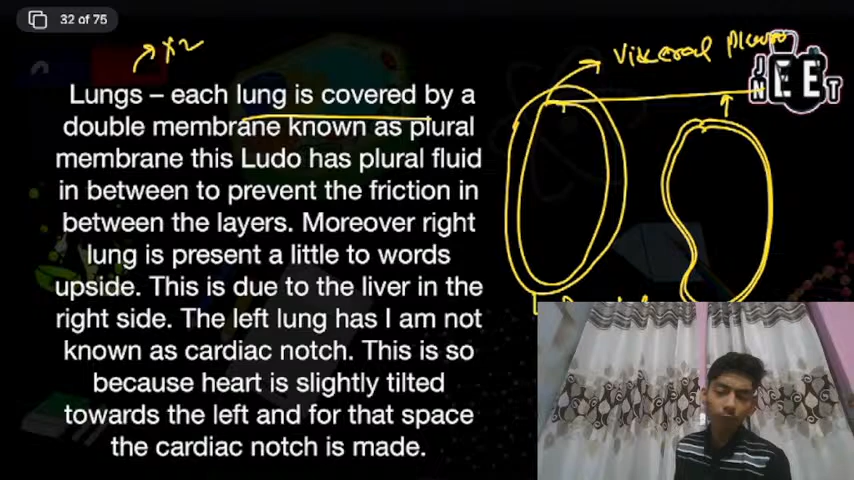 32 of 75
x2
visceral pleura
JNEET
Lungs – each lung is covered by a
double membrane known as plural
membrane this Ludo has plural fluid
in between to prevent the friction in
between the layers. Moreover right
lung is present a little to words
upside. This is due to the liver in the
right side. The left lung has I am not
known as cardiac notch. This is so
because heart is slightly tilted
towards the left and for that space
the cardiac notch is made.